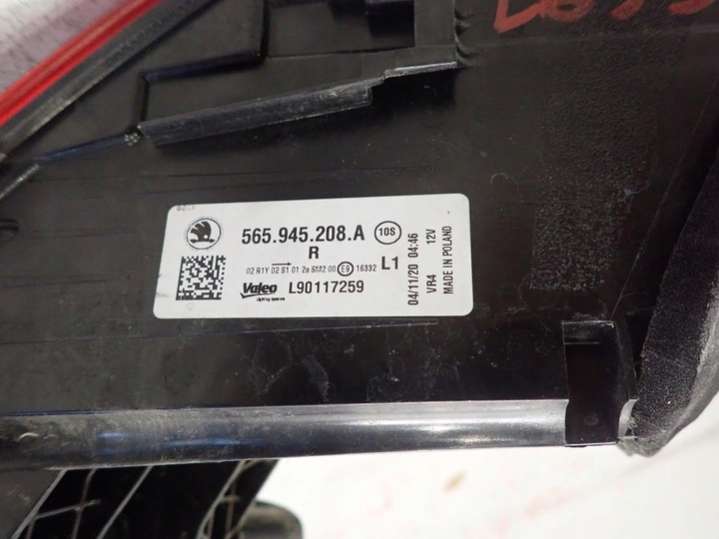 565.945.208.A
10S
R
02 R1Y 02 S1 01 2a SM2 00 E9 16392
L1
Valeo L90117259
04/11/20 04:46 12V
VR4
MADE IN POLAND